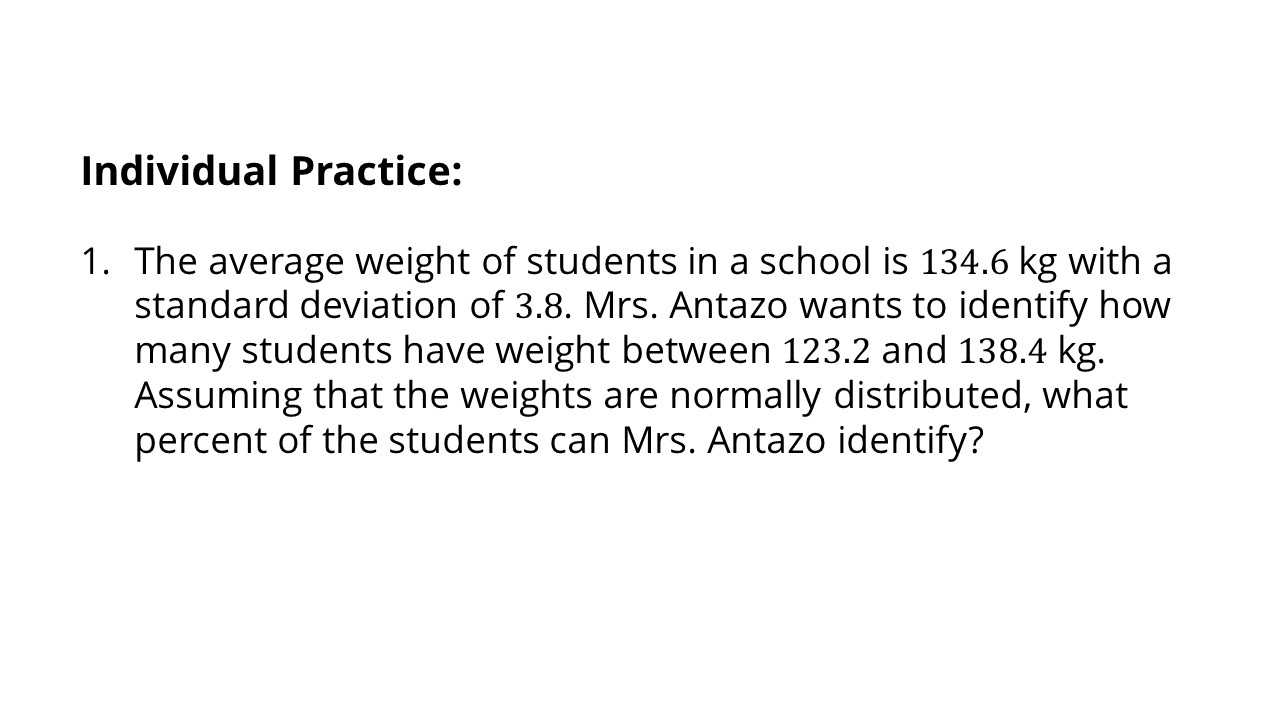 Individual Practice:
1. The average weight of students in a school is 134.6 kg with a
standard deviation of 3.8. Mrs. Antazo wants to identify how
many students have weight between 123.2 and 138.4 kg.
Assuming that the weights are normally distributed, what
percent of the students can Mrs. Antazo identify?